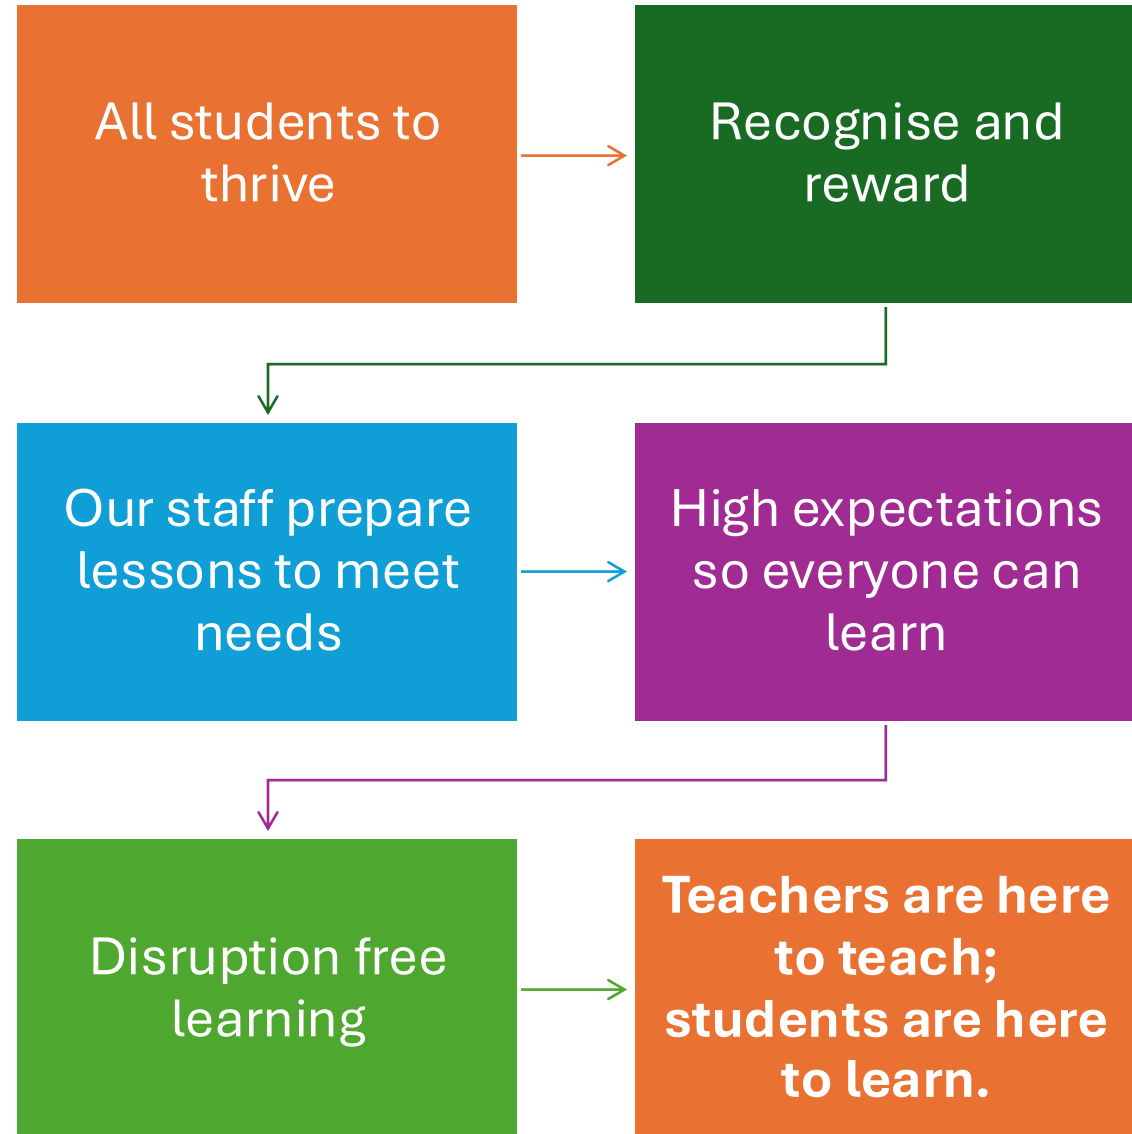 All students to
thrive
Recognise and
reward
Our staff prepare
lessons to meet
needs
High expectations
so everyone can
learn
Disruption free
learning
Teachers are here
to teach;
students are here
to learn.